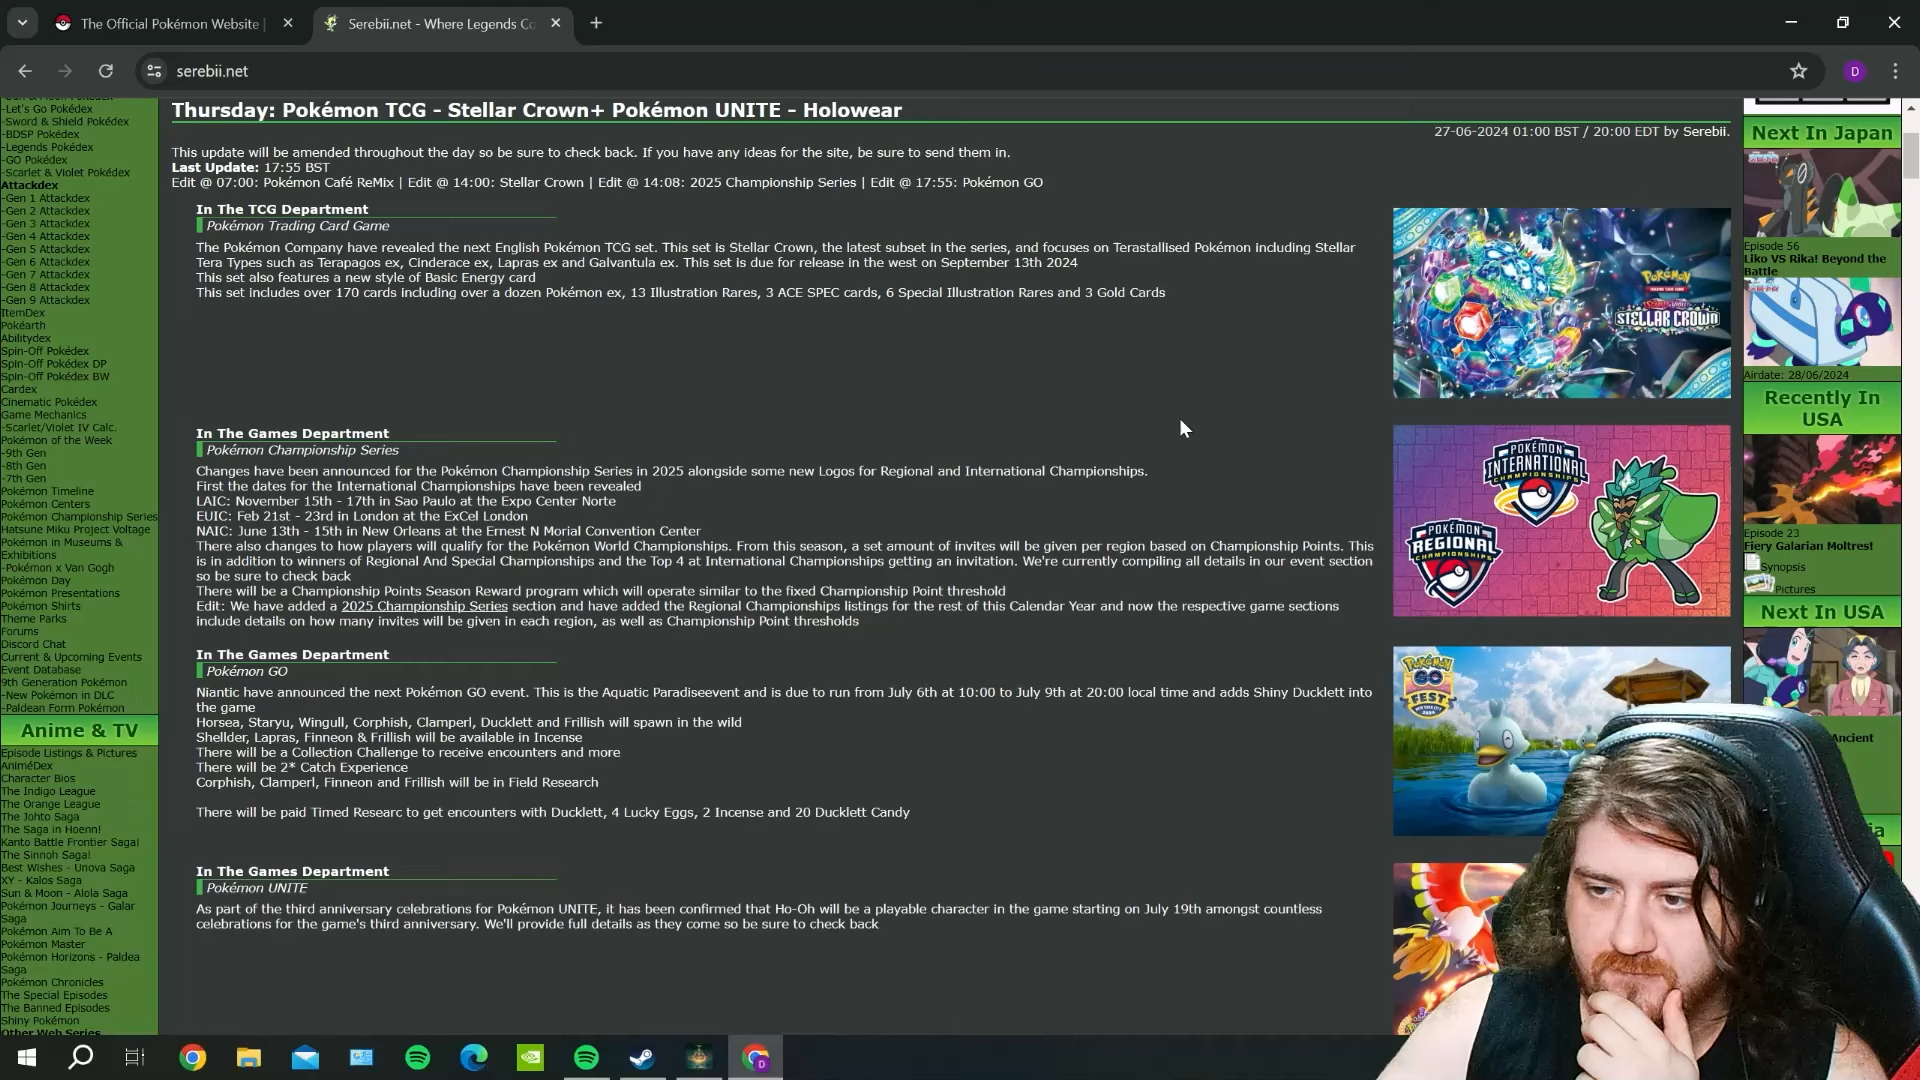 The Official Pokémon Website |
Serebii.net - Where Legends Co
serebii.net
D
-Let's Go Pokédex
-Sword & Shield Pokédex
-BDSP Pokédex
-Legends Pokédex
-GO Pokédex
-Scarlet & Violet Pokédex
Attackdex
-Gen 1 Attackdex
-Gen 2 Attackdex
-Gen 3 Attackdex
-Gen 4 Attackdex
-Gen 5 Attackdex
-Gen 6 Attackdex
-Gen 7 Attackdex
-Gen 8 Attackdex
-Gen 9 Attackdex
ItemDex
Pokéarth
Abilitydex
Spin-Off Pokédex
Spin-Off Pokédex DP
Spin-Off Pokédex BW
Cardex
Cinematic Pokédex
Game Mechanics
-Scarlet/Violet IV Calc.
Pokémon of the Week
-9th Gen
-8th Gen
-7th Gen
Pokémon Timeline
Pokémon Centers
Pokémon Championship Series
Hatsune Miku Project Voltage
Pokémon in Museums &
Exhibitions
-Pokémon x Van Gogh
Pokémon Day
Pokémon Presentations
Pokémon Shirts
Theme Parks
Forums
Discord Chat
Current & Upcoming Events
Event Database
9th Generation Pokémon
-New Pokémon in DLC
-Paldean Form Pokémon
Anime & TV
Episode Listings & Pictures
AniméDex
Character Bios
The Indigo League
The Orange League
The Johto Saga
The Saga in Hoenn!
Kanto Battle Frontier Saga!
The Sinnoh Saga!
Best Wishes - Unova Saga
XY - Kalos Saga
Sun & Moon - Alola Saga
Pokémon Journeys - Galar
Saga
Pokémon Aim To Be A
Pokémon Master
Pokémon Horizons - Paldea
Saga
Pokémon Chronicles
The Special Episodes
The Banned Episodes
Shiny Pokémon
Other Web Series
Thursday: Pokémon TCG - Stellar Crown+ Pokémon UNITE - Holowear
27-06-2024 01:00 BST / 20:00 EDT by Serebii.
This update will be amended throughout the day so be sure to check back. If you have any ideas for the site, be sure to send them in.
Last Update: 17:55 BST
Edit @ 07:00: Pokémon Café ReMix | Edit @ 14:00: Stellar Crown | Edit @ 14:08: 2025 Championship Series | Edit @ 17:55: Pokémon GO
In The TCG Department
Pokémon Trading Card Game
The Pokémon Company have revealed the next English Pokémon TCG set. This set is Stellar Crown, the latest subset in the series, and focuses on Terastallised Pokémon including Stellar
Tera Types such as Terapagos ex, Cinderace ex, Lapras ex and Galvantula ex. This set is due for release in the west on September 13th 2024
This set also features a new style of Basic Energy card
This set includes over 170 cards including over a dozen Pokémon ex, 13 Illustration Rares, 3 ACE SPEC cards, 6 Special Illustration Rares and 3 Gold Cards
Pokémon
STELLAR CROWN
In The Games Department
Pokémon Championship Series
Changes have been announced for the Pokémon Championship Series in 2025 alongside some new Logos for Regional and International Championships.
First the dates for the International Championships have been revealed
LAIC: November 15th - 17th in Sao Paulo at the Expo Center Norte
EUIC: Feb 21st - 23rd in London at the ExCel London
NAIC: June 13th - 15th in New Orleans at the Ernest N Morial Convention Center
There also changes to how players will qualify for the Pokémon World Championships. From this season, a set amount of invites will be given per region based on Championship Points. This
is in addition to winners of Regional And Special Championships and the Top 4 at International Championships getting an invitation. We're currently compiling all details in our event section
so be sure to check back
There will be a Championship Points Season Reward program which will operate similar to the fixed Championship Point threshold
Edit: We have added a 2025 Championship Series section and have added the Regional Championships listings for the rest of this Calendar Year and now the respective game sections
include details on how many invites will be given in each region, as well as Championship Point thresholds
POKÉMON
INTERNATIONAL
CHAMPIONSHIPS
POKÉMON
REGIONAL
CHAMPIONSHIPS
In The Games Department
Pokémon GO
Niantic have announced the next Pokémon GO event. This is the Aquatic Paradiseevent and is due to run from July 6th at 10:00 to July 9th at 20:00 local time and adds Shiny Ducklett into
the game
Horsea, Staryu, Wingull, Corphish, Clamperl, Ducklett and Frillish will spawn in the wild
Shellder, Lapras, Finneon & Frillish will be available in Incense
There will be a Collection Challenge to receive encounters and more
There will be 2* Catch Experience
Corphish, Clamperl, Finneon and Frillish will be in Field Research
There will be paid Timed Researc to get encounters with Ducklett, 4 Lucky Eggs, 2 Incense and 20 Ducklett Candy
Pokémon
GO
FEST
In The Games Department
Pokémon UNITE
As part of the third anniversary celebrations for Pokémon UNITE, it has been confirmed that Ho-Oh will be a playable character in the game starting on July 19th amongst countless
celebrations for the game's third anniversary. We'll provide full details as they come so be sure to check back
Next In Japan
Episode 56
Liko VS Rika! Beyond the
Battle
Airdate: 28/06/2024
Recently In
USA
Episode 23
Fiery Galarian Moltres!
Synopsis
Pictures
Next In USA
Ancient
ia
D